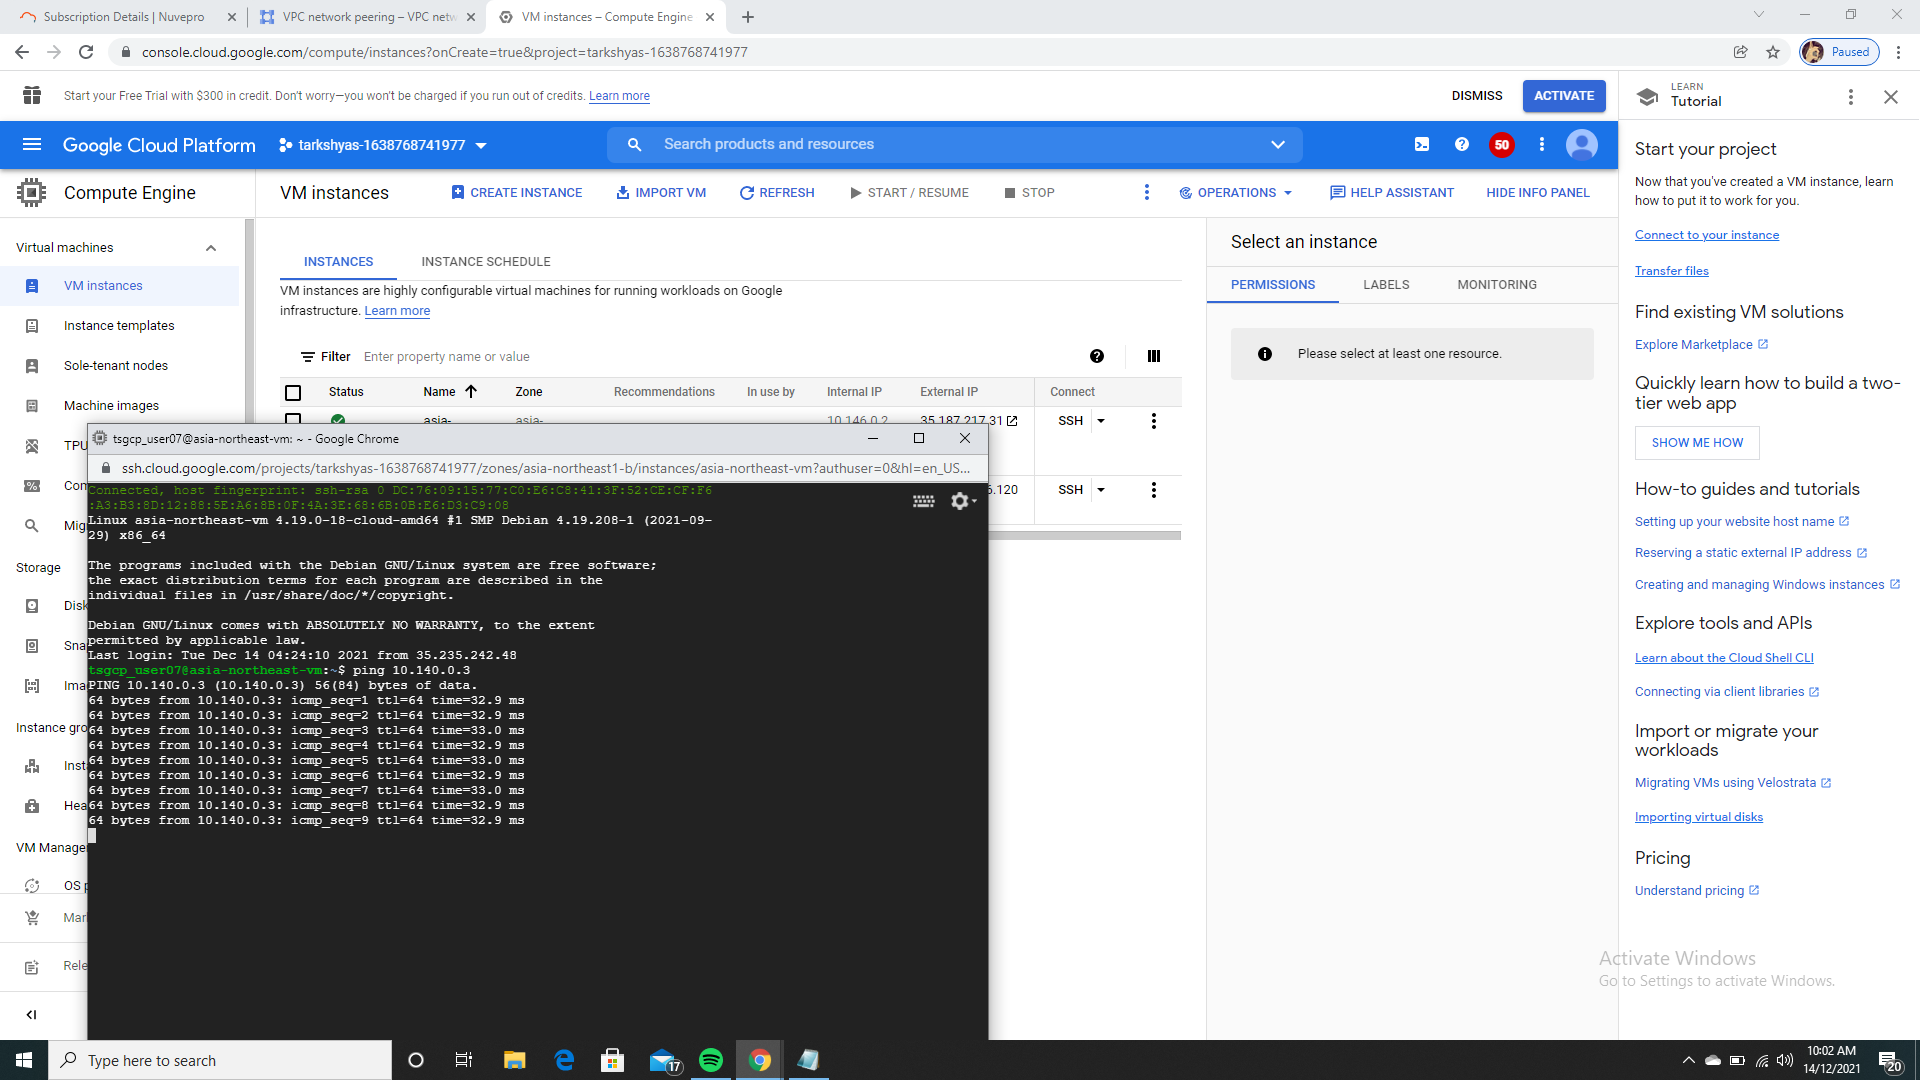 Subscription Details | Nuvepro
VPC network peering – VPC netw
VM instances – Compute Engine
console.cloud.google.com/compute/instances?onCreate=true&project=tarkshyas-1638768741977
Paused
Start your Free Trial with $300 in credit. Don't worry—you won't be charged if you run out of credits. Learn more
DISMISS
ACTIVATE
LEARN
Tutorial
Google Cloud Platform
tarkshyas-1638768741977
Search products and resources
50
Compute Engine
VM instances
CREATE INSTANCE
IMPORT VM
REFRESH
START / RESUME
STOP
OPERATIONS
HELP ASSISTANT
HIDE INFO PANEL
Virtual machines
VM instances
Instance templates
Sole-tenant nodes
Machine images
TPU
Com
Mig
Storage
Disk
Sna
Ima
Instance gro
Inst
Hea
VM Manager
OS p
Mark
Rele
INSTANCES
INSTANCE SCHEDULE
VM instances are highly configurable virtual machines for running workloads on Google
infrastructure. Learn more
Filter Enter property name or value
Status Name Zone Recommendations In use by Internal IP External IP Connect
asia- asia- 10.146.0.2 35.187.217.31 SSH
5.120 SSH
tsgcp_user07@asia-northeast-vm: ~ - Google Chrome
ssh.cloud.google.com/projects/tarkshyas-1638768741977/zones/asia-northeast1-b/instances/asia-northeast-vm?authuser=0&hl=en_US...
Connected, host fingerprint: ssh-rsa 0 DC:76:09:15:77:C0:E6:C8:41:3F:52:CE:CF:F6
:A3:B3:8D:12:88:5E:A6:8B:0F:4A:3E:68:6B:0B:E6:D3:C9:08
Linux asia-northeast-vm 4.19.0-18-cloud-amd64 #1 SMP Debian 4.19.208-1 (2021-09-
29) x86_64
The programs included with the Debian GNU/Linux system are free software;
the exact distribution terms for each program are described in the
individual files in /usr/share/doc/*/copyright.
Debian GNU/Linux comes with ABSOLUTELY NO WARRANTY, to the extent
permitted by applicable law.
Last login: Tue Dec 14 04:24:10 2021 from 35.235.242.48
tsgcp_user07@asia-northeast-vm:~$ ping 10.140.0.3
PING 10.140.0.3 (10.140.0.3) 56(84) bytes of data.
64 bytes from 10.140.0.3: icmp_seq=1 ttl=64 time=32.9 ms
64 bytes from 10.140.0.3: icmp_seq=2 ttl=64 time=32.9 ms
64 bytes from 10.140.0.3: icmp_seq=3 ttl=64 time=33.0 ms
64 bytes from 10.140.0.3: icmp_seq=4 ttl=64 time=32.9 ms
64 bytes from 10.140.0.3: icmp_seq=5 ttl=64 time=33.0 ms
64 bytes from 10.140.0.3: icmp_seq=6 ttl=64 time=32.9 ms
64 bytes from 10.140.0.3: icmp_seq=7 ttl=64 time=33.0 ms
64 bytes from 10.140.0.3: icmp_seq=8 ttl=64 time=32.9 ms
64 bytes from 10.140.0.3: icmp_seq=9 ttl=64 time=32.9 ms
Select an instance
PERMISSIONS
LABELS
MONITORING
Please select at least one resource.
Start your project
Now that you've created a VM instance, learn
how to put it to work for you.
Connect to your instance
Transfer files
Find existing VM solutions
Explore Marketplace
Quickly learn how to build a two-
tier web app
SHOW ME HOW
How-to guides and tutorials
Setting up your website host name
Reserving a static external IP address
Creating and managing Windows instances
Explore tools and APIs
Learn about the Cloud Shell CLI
Connecting via client libraries
Import or migrate your
workloads
Migrating VMs using Velostrata
Importing virtual disks
Pricing
Understand pricing
Activate Windows
Go to Settings to activate Windows.
Type here to search
17
10:02 AM
14/12/2021
20